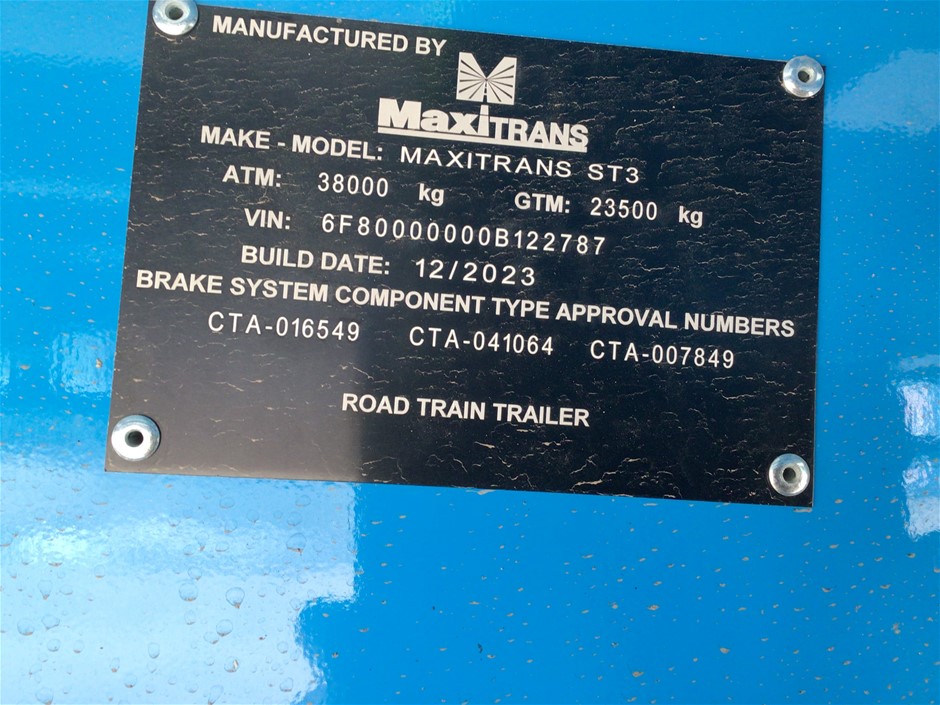 MANUFACTURED BY
MaxiTRANS
MAKE - MODEL: MAXITRANS ST3
ATM: 38000 kg GTM: 23500 kg
VIN: 6F80000000B122787
BUILD DATE: 12/2023
BRAKE SYSTEM COMPONENT TYPE APPROVAL NUMBERS
CTA-016549 CTA-041064 CTA-007849
ROAD TRAIN TRAILER